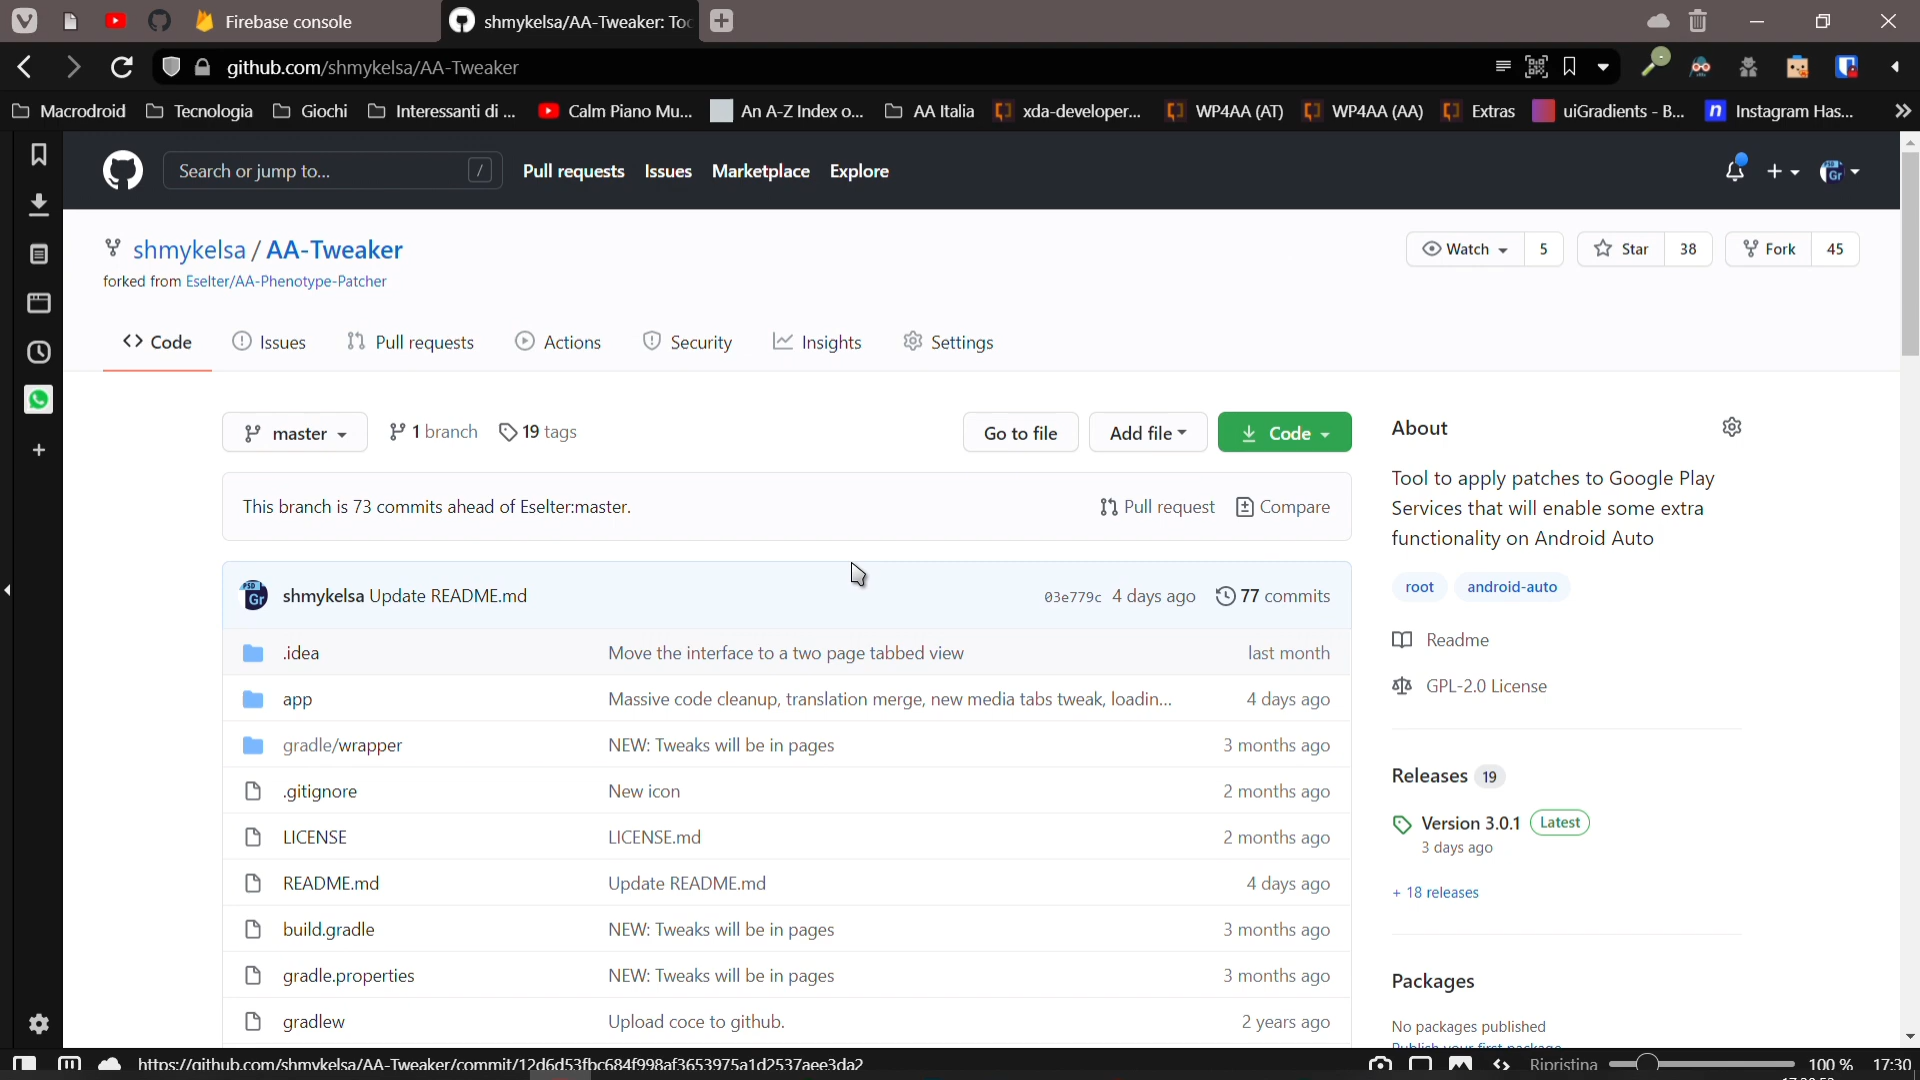 Firebase console
shmykelsa/AA-Tweaker: Too
github.com/shmykelsa/AA-Tweaker
Macrodroid
Tecnologia
Giochi
Interessanti di ...
Calm Piano Mu...
An A-Z Index o...
AA Italia
xda-developer...
WP4AA (AT)
WP4AA (AA)
Extras
uiGradients - B...
Instagram Has...
Search or jump to... /
Pull requests
Issues
Marketplace
Explore
shmykelsa / AA-Tweaker
forked from Eselter/AA-Phenotype-Patcher
Watch 5
Star 38
Fork 45
Code
Issues
Pull requests
Actions
Security
Insights
Settings
master
1 branch
19 tags
Go to file
Add file
Code
This branch is 73 commits ahead of Eselter:master.
Pull request
Compare
shmykelsa Update README.md 03e779c 4 days ago 77 commits
.idea Move the interface to a two page tabbed view last month
app Massive code cleanup, translation merge, new media tabs tweak, loadin... 4 days ago
gradle/wrapper NEW: Tweaks will be in pages 3 months ago
.gitignore New icon 2 months ago
LICENSE LICENSE.md 2 months ago
README.md Update README.md 4 days ago
build.gradle NEW: Tweaks will be in pages 3 months ago
gradle.properties NEW: Tweaks will be in pages 3 months ago
gradlew Upload coce to github. 2 years ago
About
Tool to apply patches to Google Play
Services that will enable some extra
functionality on Android Auto
root
android-auto
Readme
GPL-2.0 License
Releases 19
Version 3.0.1 Latest
3 days ago
+ 18 releases
Packages
No packages published
Publish your first package
https://github.com/shmykelsa/AA-Tweaker/commit/12d6d53fbc684f998af3653975a1d2537aee3da2
Ripristina
100 %
17:30